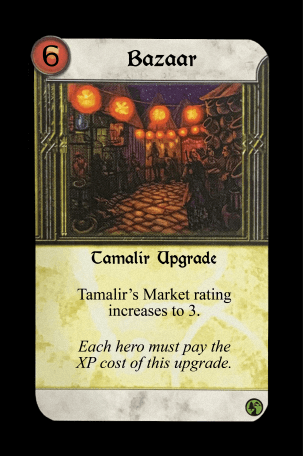 6
Bazaar
Tamalir Upgrade
Tamalir's Market rating
increases to 3.
Each hero must pay the
XP cost of this upgrade.